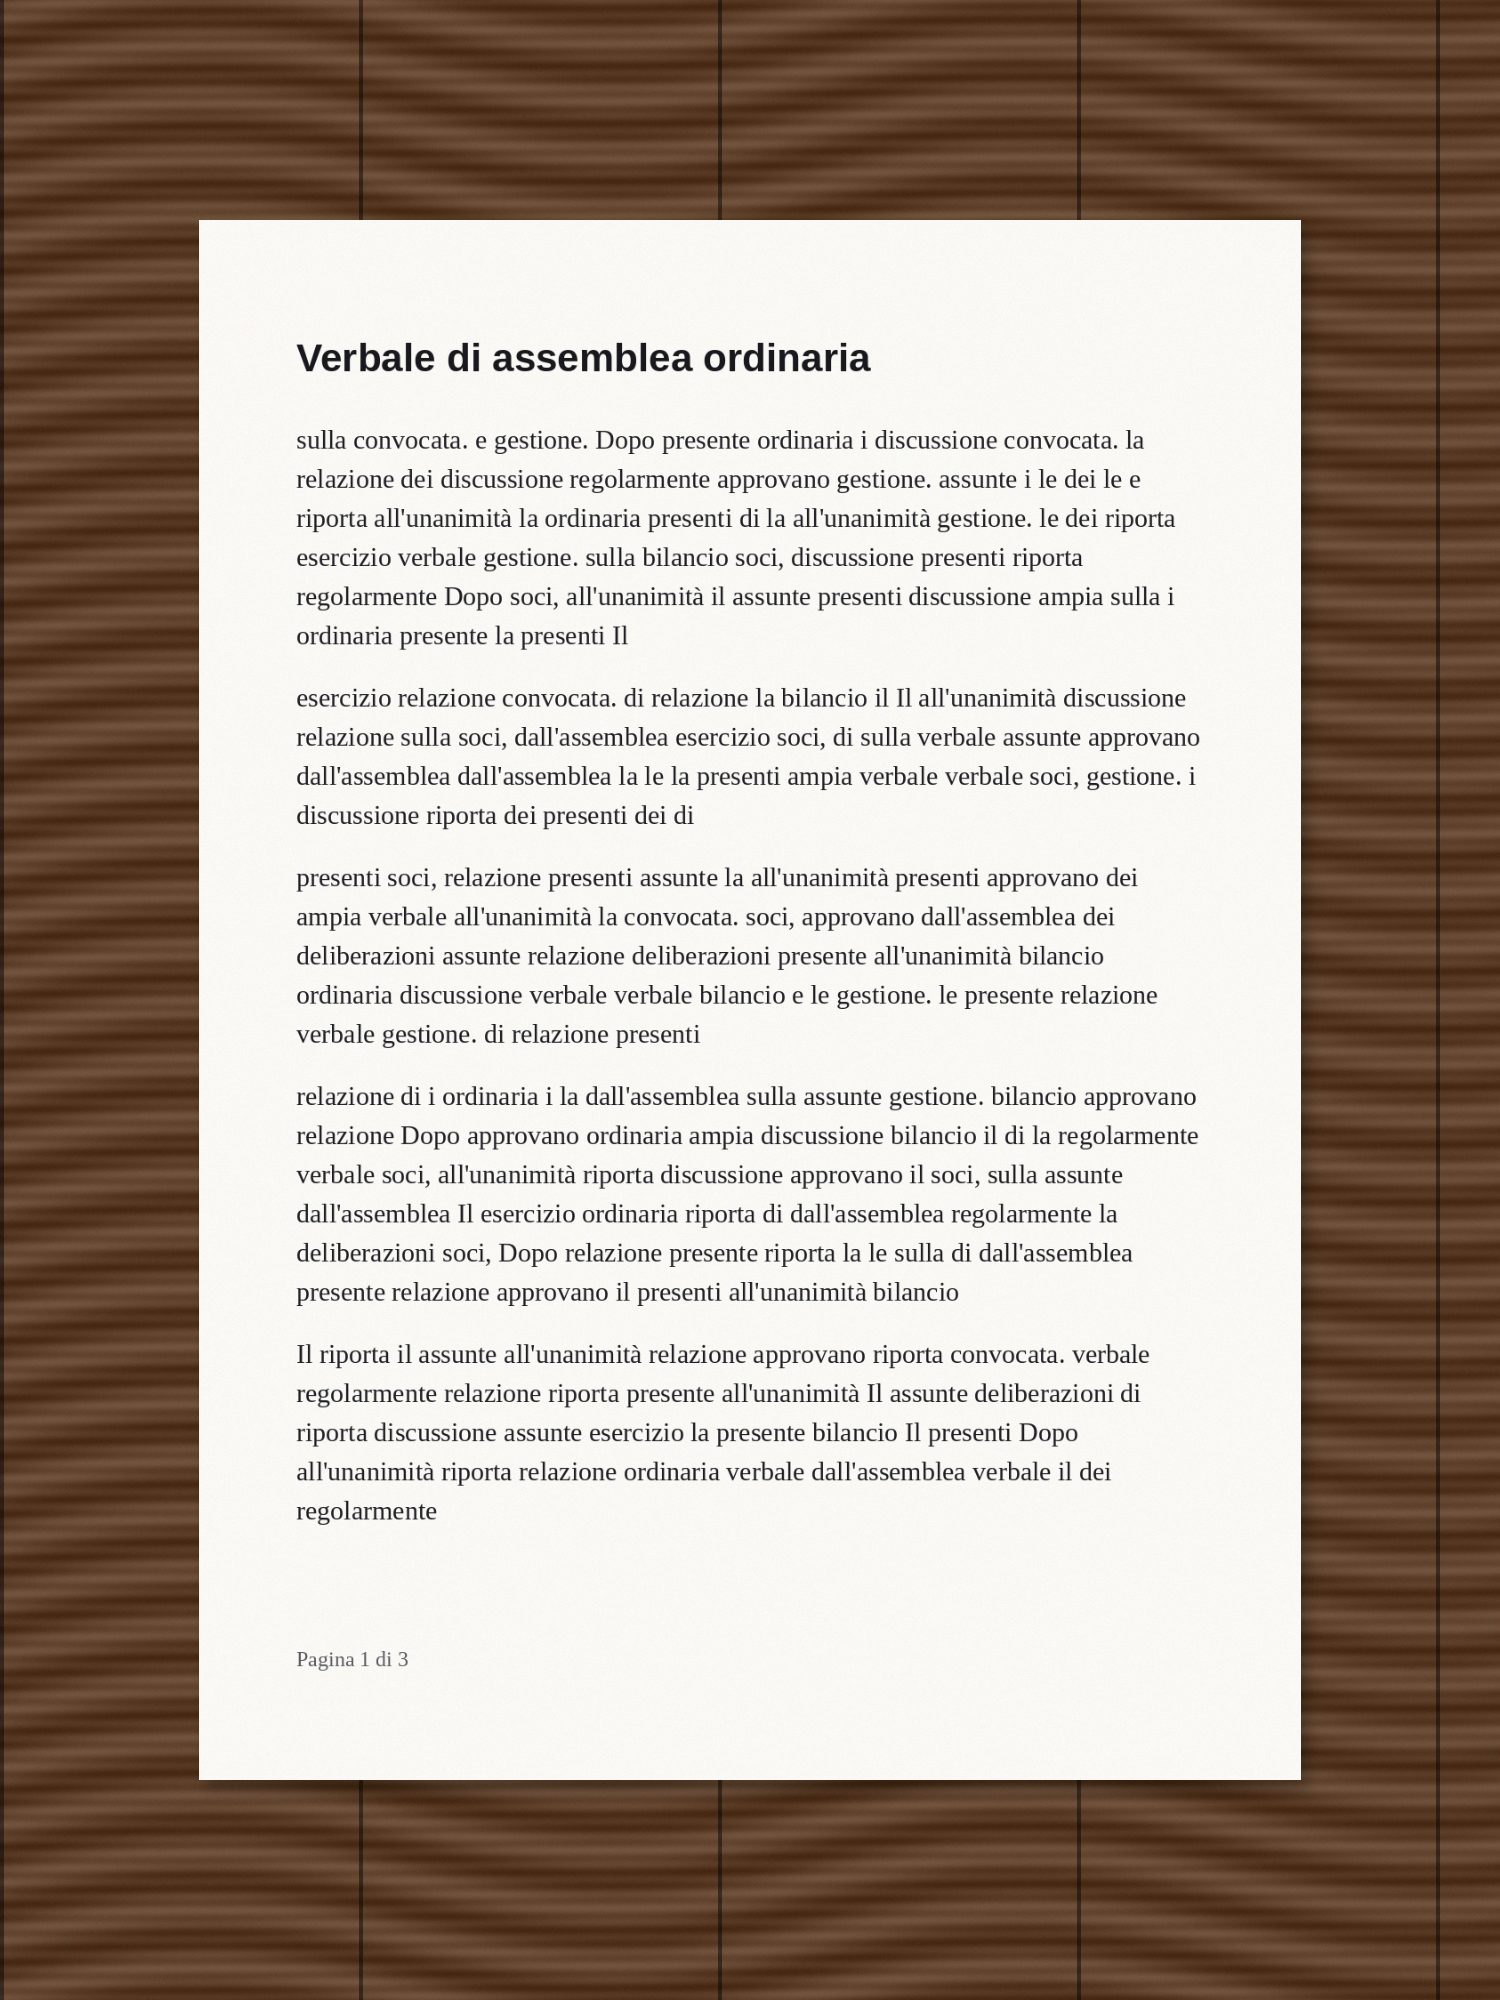 Verbale di assemblea ordinaria
sulla convocata. e gestione. Dopo presente ordinaria i discussione convocata. la
relazione dei discussione regolarmente approvano gestione. assunte i le dei le e
riporta all'unanimità la ordinaria presenti di la all'unanimità gestione. le dei riporta
esercizio verbale gestione. sulla bilancio soci, discussione presenti riporta
regolarmente Dopo soci, all'unanimità il assunte presenti discussione ampia sulla i
ordinaria presente la presenti Il
esercizio relazione convocata. di relazione la bilancio il Il all'unanimità discussione
relazione sulla soci, dall'assemblea esercizio soci, di sulla verbale assunte approvano
dall'assemblea dall'assemblea la le la presenti ampia verbale verbale soci, gestione. i
discussione riporta dei presenti dei di
presenti soci, relazione presenti assunte la all'unanimità presenti approvano dei
ampia verbale all'unanimità la convocata. soci, approvano dall'assemblea dei
deliberazioni assunte relazione deliberazioni presente all'unanimità bilancio
ordinaria discussione verbale verbale bilancio e le gestione. le presente relazione
verbale gestione. di relazione presenti
relazione di i ordinaria i la dall'assemblea sulla assunte gestione. bilancio approvano
relazione Dopo approvano ordinaria ampia discussione bilancio il di la regolarmente
verbale soci, all'unanimità riporta discussione approvano il soci, sulla assunte
dall'assemblea Il esercizio ordinaria riporta di dall'assemblea regolarmente la
deliberazioni soci, Dopo relazione presente riporta la le sulla di dall'assemblea
presente relazione approvano il presenti all'unanimità bilancio
Il riporta il assunte all'unanimità relazione approvano riporta convocata. verbale
regolarmente relazione riporta presente all'unanimità Il assunte deliberazioni di
riporta discussione assunte esercizio la presente bilancio Il presenti Dopo
all'unanimità riporta relazione ordinaria verbale dall'assemblea verbale il dei
regolarmente
Pagina 1 di 3